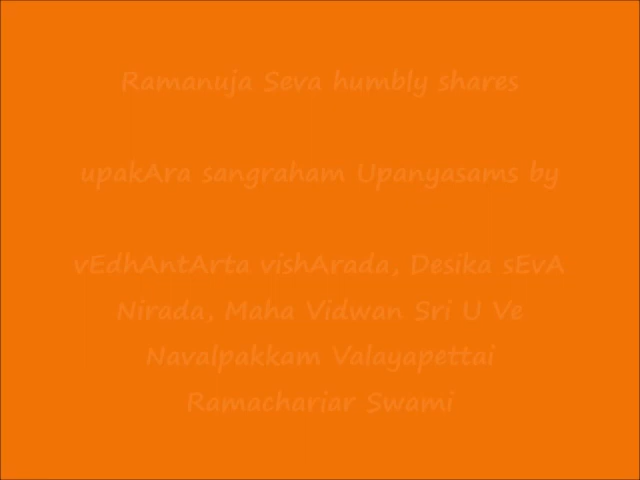 Ramanuja Seva humbly shares
upakAra sangraham Upanyasams by
vEdhAntArta vishArada, Desika sEvA
Nirada, Maha Vidwan Sri U Ve
Navalpakkam Valayapettai
Ramachariar Swami